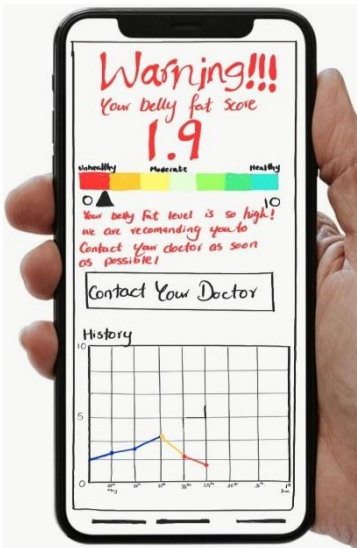 Warning!!!
Your belly fat score
1.9
Unhealthy Moderate Healthy
0 10
Your belly Fat level is so high!
we are recomanding you to
Contact your doctor as soon
as possible!
Contact Your Doctor
History
10
5
0
May